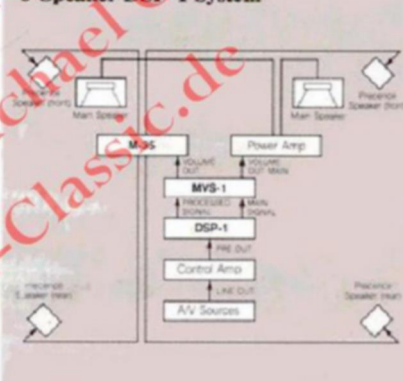 Speaker DSP-1 System
Presence
Speaker (front)
Main Speaker
Main Speaker
Presence
Speaker (front)
Power Amp
VOLUME
OUT
VOLUME
OUT MAIN
MVS-1
PROCESSED
SIGNAL
MAIN
SIGNAL
DSP-1
PRE OUT
Control Amp
LINE OUT
A/V Sources
Presence
Speaker (rear)
Presence
Speaker (rear)
Classic.de